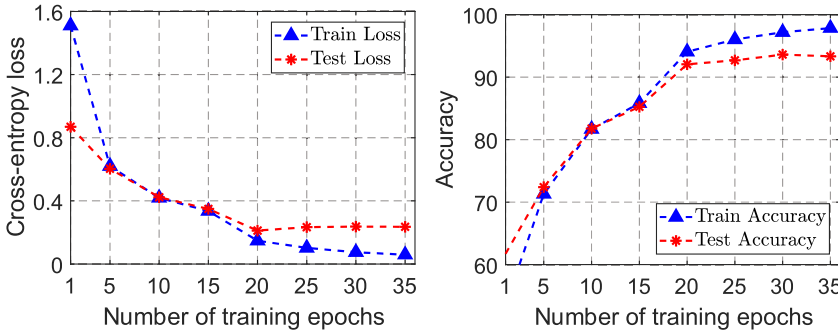 1.6
1.2
0.8
0.4
0
Cross-entropy loss
Train Loss
Test Loss
1 5 10 15 20 25 30 35
Number of training epochs
100
90
80
70
60
Accuracy
Train Accuracy
Test Accuracy
1 5 10 15 20 25 30 35
Number of training epochs